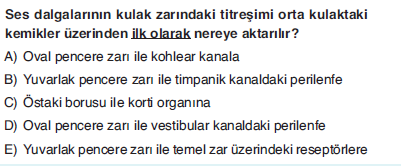 Ses dalgalarının kulak zarındaki titreşimi orta kulaktaki
kemikler üzerinden ilk olarak nereye aktarılır?
A) Oval pencere zarı ile kohlear kanala
B) Yuvarlak pencere zarı ile timpanik kanaldaki perilenfe
C) Östaki borusu ile korti organına
D) Oval pencere zarı ile vestibular kanaldaki perilenfe
E) Yuvarlak pencere zarı ile temel zar üzerindeki reseptörlere